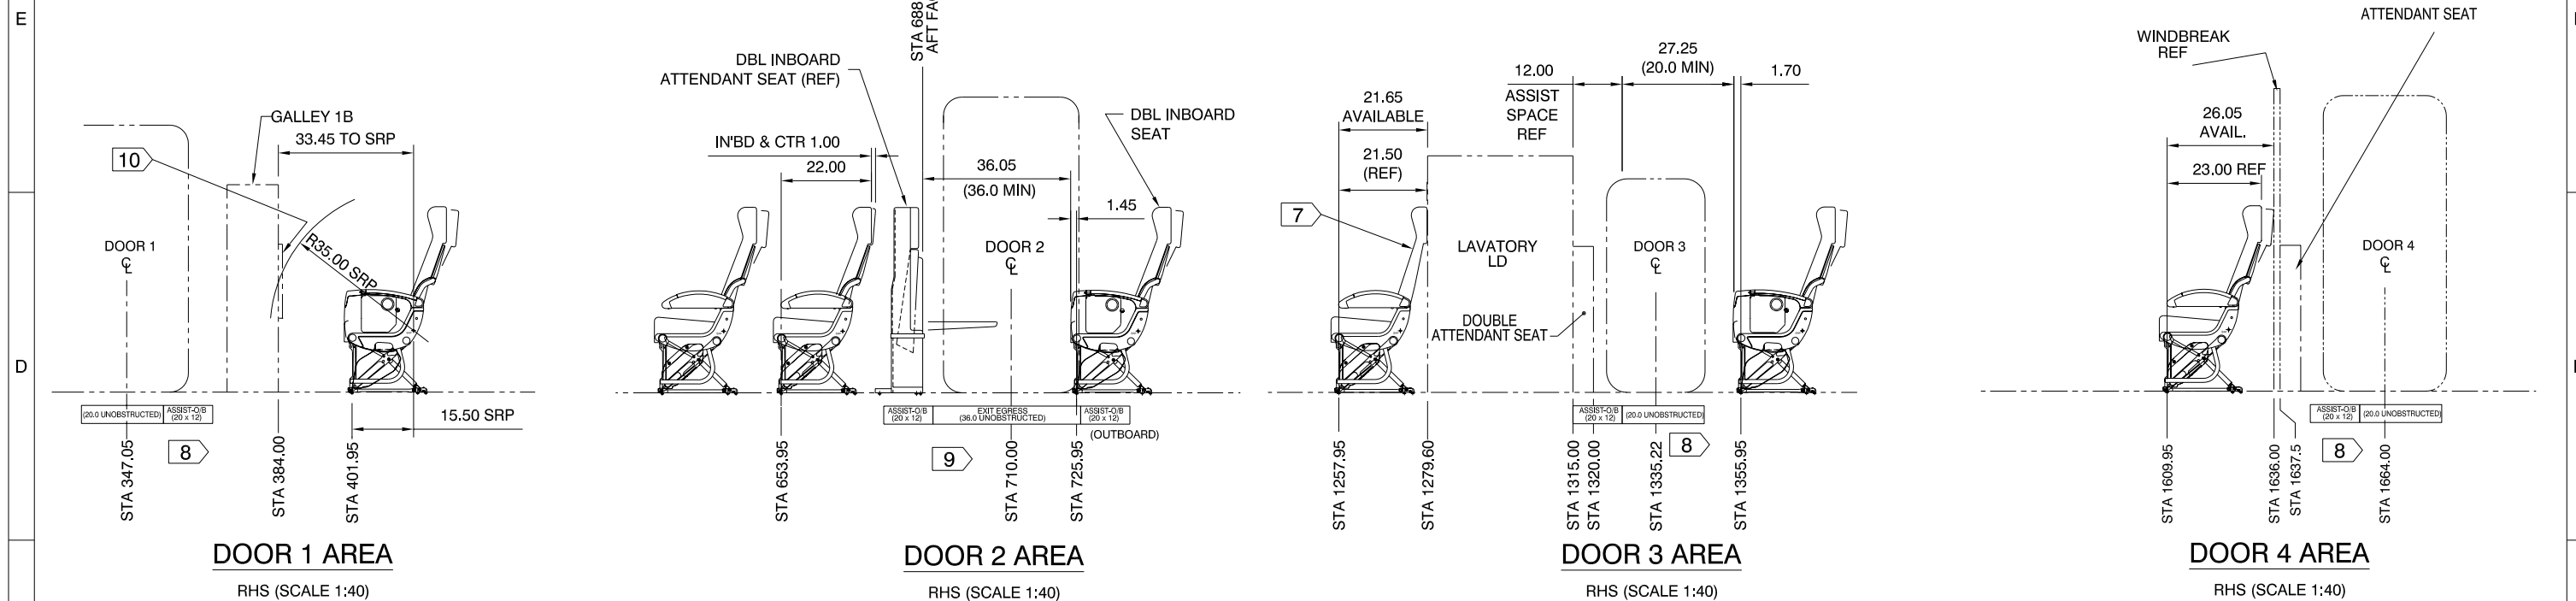 E
D
GALLEY 1B
33.45 TO SRP
10
R35.00 SRP
DOOR 1
℄
(20.0 UNOBSTRUCTED)
ASSIST-O/B
(20 x 12)
8
15.50 SRP
STA 347.05
STA 384.00
STA 401.95
DOOR 1 AREA
RHS (SCALE 1:40)
STA 688
AFT FAC
DBL INBOARD
ATTENDANT SEAT (REF)
IN'BD & CTR 1.00
22.00
36.05
(36.0 MIN)
1.45
DBL INBOARD
SEAT
DOOR 2
℄
ASSIST-O/B
(20 x 12)
EXIT EGRESS
(36.0 UNOBSTRUCTED)
ASSIST-O/B
(20 x 12)
(OUTBOARD)
9
STA 653.95
STA 710.00
STA 725.95
DOOR 2 AREA
RHS (SCALE 1:40)
27.25
(20.0 MIN)
12.00
1.70
ASSIST
SPACE
REF
21.65
AVAILABLE
21.50
(REF)
7
LAVATORY
LD
DOOR 3
℄
DOUBLE
ATTENDANT SEAT
ASSIST-O/B
(20 x 12)
(20.0 UNOBSTRUCTED)
8
STA 1257.95
STA 1279.60
STA 1315.00
STA 1320.00
STA 1335.22
STA 1355.95
DOOR 3 AREA
RHS (SCALE 1:40)
ATTENDANT SEAT
WINDBREAK
REF
26.05
AVAIL.
23.00 REF
DOOR 4
℄
ASSIST-O/B
(20 x 12)
(20.0 UNOBSTRUCTED)
8
STA 1609.95
STA 1636.00
STA 1637.5
STA 1664.00
DOOR 4 AREA
RHS (SCALE 1:40)